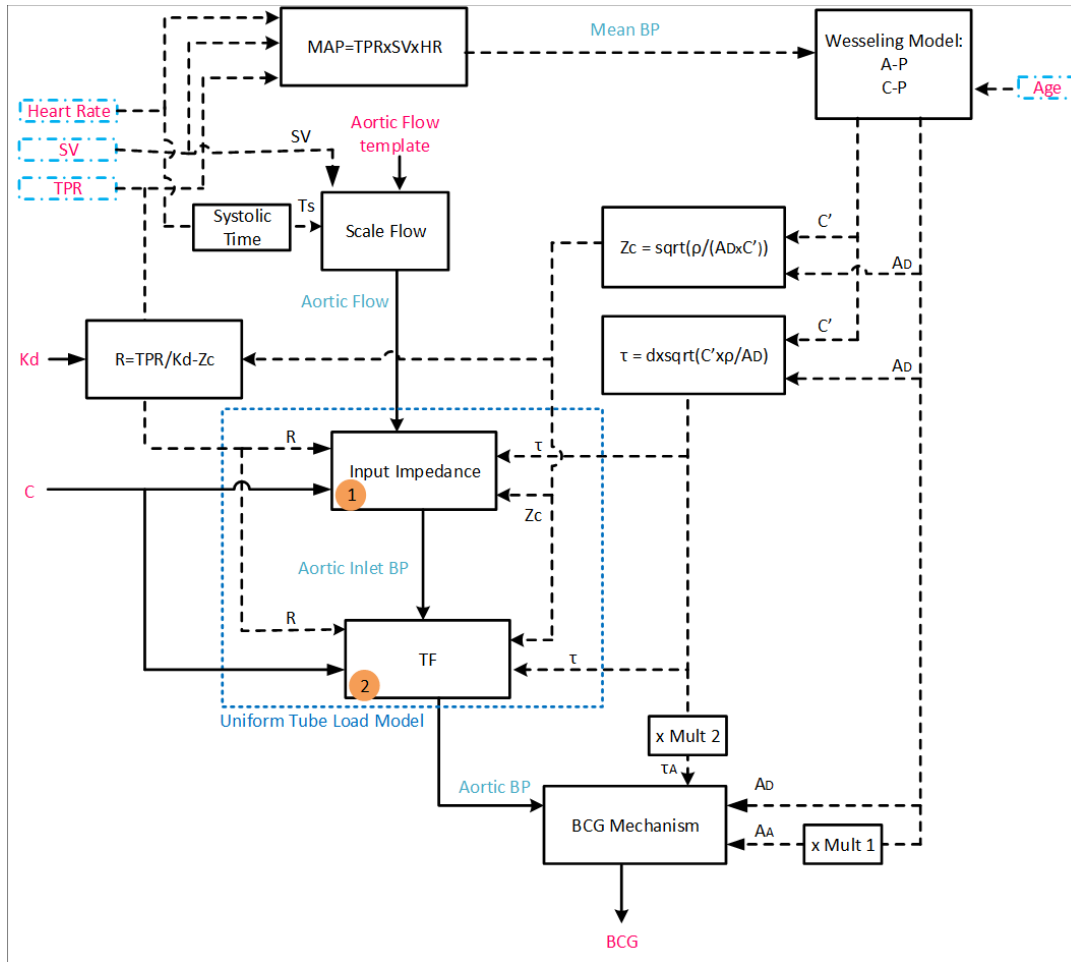 MAP=TPRxSVxHR
Mean BP
Wesseling Model:
A-P
C-P
Age
Heart Rate
SV
TPR
SV
Aortic Flow
template
Systolic
Time
Ts
Scale Flow
Zc = sqrt(ρ/(ADxC'))
C'
AD
Aortic Flow
Kd
R=TPR/Kd-Zc
τ = dxsqrt(C'xρ/AD)
C'
AD
R
Input Impedance
1
τ
C
Zc
Aortic Inlet BP
R
TF
2
τ
Uniform Tube Load Model
x Mult 2
τA
Aortic BP
BCG Mechanism
AD
AA
x Mult 1
BCG